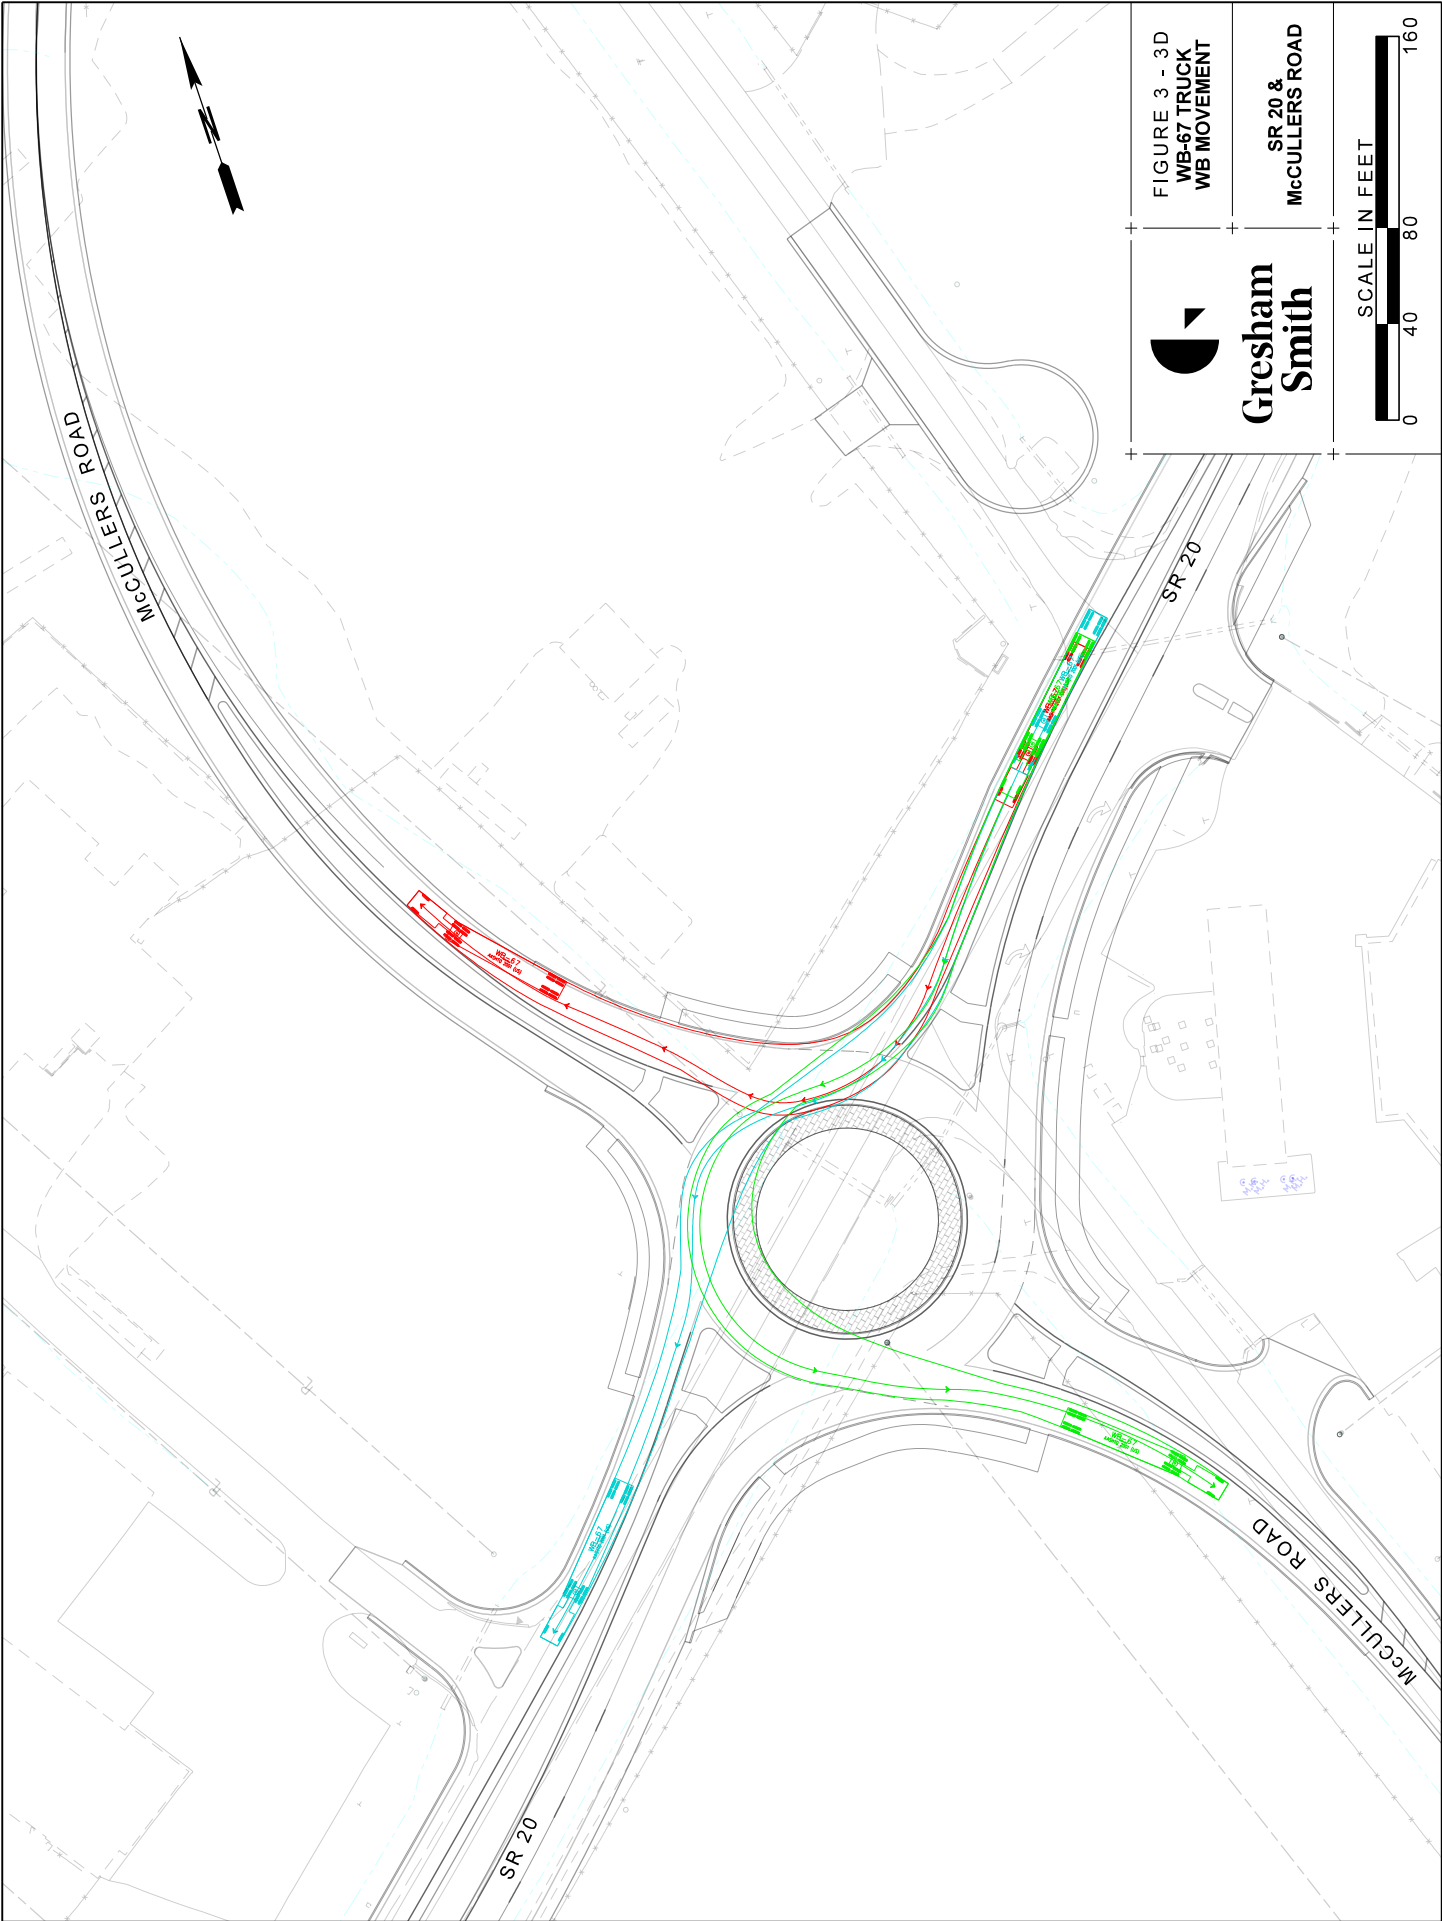 FIGURE 3 - 3D
WB-67 TRUCK
WB MOVEMENT
SR 20 &
McCULLERS ROAD
Gresham
Smith
SCALE IN FEET
0 40 80 160
N
McCULLERS ROAD
SR 20
WB-67
WB-67
WB-67
SR 20
McCULLERS ROAD